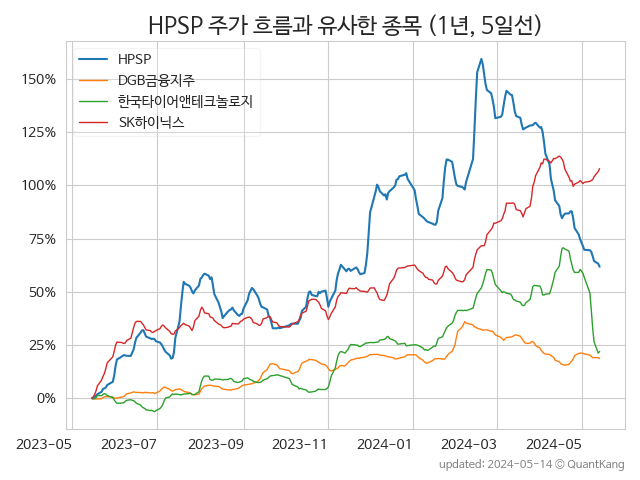 HPSP 주가 흐름과 유사한 종목 (1년, 5일선)
HPSP
DGB금융지주
한국타이어앤테크놀로지
SK하이닉스
150%
125%
100%
75%
50%
25%
0%
2023-05 2023-07 2023-09 2023-11 2024-01 2024-03 2024-05
updated: 2024-05-14 © QuantKang